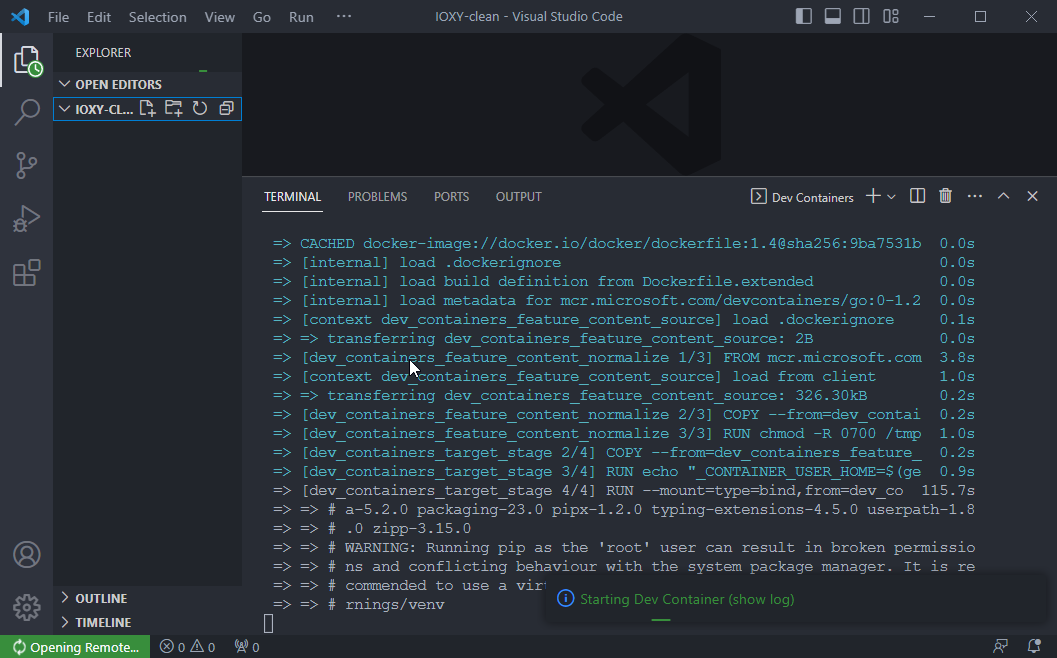 File Edit Selection View Go Run ··· IOXY-clean - Visual Studio Code
EXPLORER
OPEN EDITORS
IOXY-CL...
TERMINAL PROBLEMS PORTS OUTPUT Dev Containers
=> CACHED docker-image://docker.io/docker/dockerfile:1.4@sha256:9ba7531b 0.0s
=> [internal] load .dockerignore 0.0s
=> [internal] load build definition from Dockerfile.extended 0.0s
=> [internal] load metadata for mcr.microsoft.com/devcontainers/go:0-1.2 0.0s
=> [context dev_containers_feature_content_source] load .dockerignore 0.1s
=> => transferring dev_containers_feature_content_source: 2B 0.0s
=> [dev_containers_feature_content_normalize 1/3] FROM mcr.microsoft.com 3.8s
=> [context dev_containers_feature_content_source] load from client 1.0s
=> => transferring dev_containers_feature_content_source: 326.30kB 0.2s
=> [dev_containers_feature_content_normalize 2/3] COPY --from=dev_contai 0.2s
=> [dev_containers_feature_content_normalize 3/3] RUN chmod -R 0700 /tmp 1.0s
=> [dev_containers_target_stage 2/4] COPY --from=dev_containers_feature_ 0.2s
=> [dev_containers_target_stage 3/4] RUN echo "_CONTAINER_USER_HOME=$(ge 0.9s
=> [dev_containers_target_stage 4/4] RUN --mount=type=bind,from=dev_co 115.7s
=> => # a-5.2.0 packaging-23.0 pipx-1.2.0 typing-extensions-4.5.0 userpath-1.8
=> => # .0 zipp-3.15.0
=> => # WARNING: Running pip as the 'root' user can result in broken permissio
=> => # ns and conflicting behaviour with the system package manager. It is re
=> => # commended to use a vir
=> => # rnings/venv
Starting Dev Container (show log)
OUTLINE
TIMELINE
Opening Remote... 0 0 0